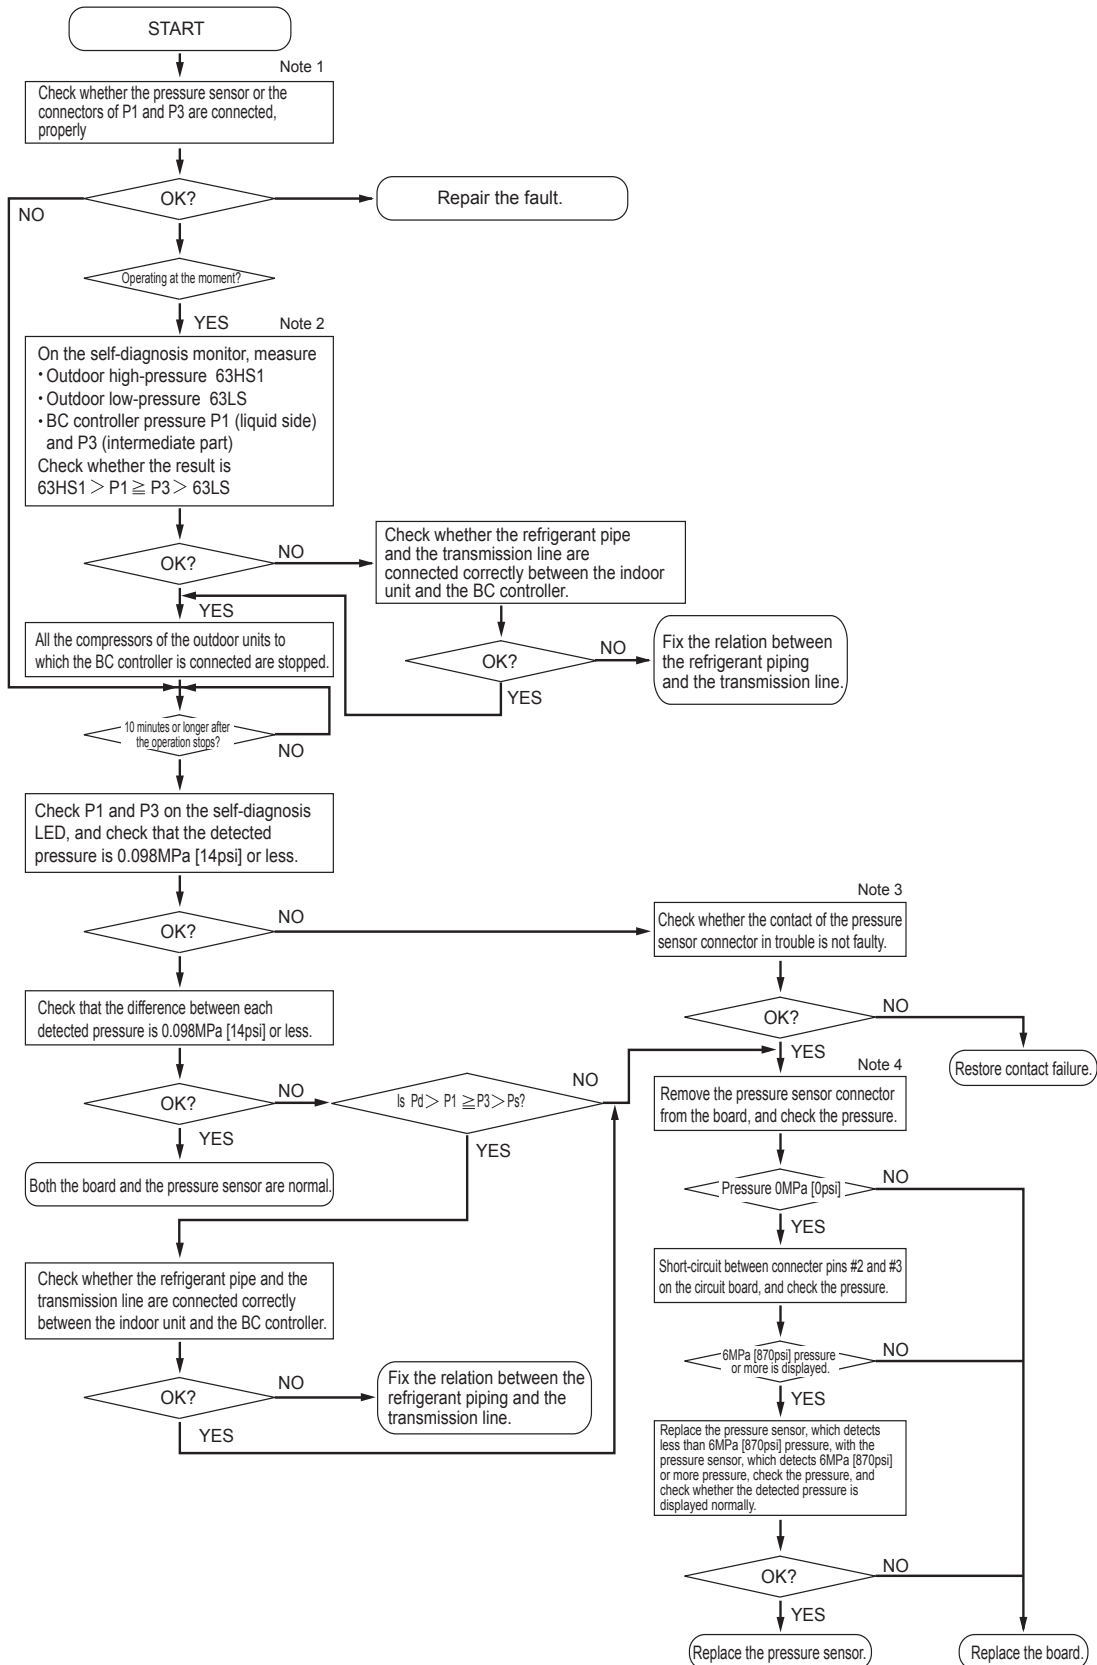 START
Note 1
Check whether the pressure sensor or the
connectors of P1 and P3 are connected,
properly
OK?
NO
Repair the fault.
Operating at the moment?
YES
Note 2
On the self-diagnosis monitor, measure
・Outdoor high-pressure 63HS1
・Outdoor low-pressure 63LS
・BC controller pressure P1 (liquid side)
and P3 (intermediate part)
Check whether the result is
63HS1＞P1≧P3＞63LS
OK?
NO
Check whether the refrigerant pipe
and the transmission line are
connected correctly between the indoor
unit and the BC controller.
YES
All the compressors of the outdoor units to
which the BC controller is connected are stopped.
OK?
NO
Fix the relation between
the refrigerant piping
and the transmission line.
YES
10 minutes or longer after
the operation stops?
NO
Check P1 and P3 on the self-diagnosis
LED, and check that the detected
pressure is 0.098MPa [14psi] or less.
OK?
NO
Note 3
Check whether the contact of the pressure
sensor connector in trouble is not faulty.
Check that the difference between each
detected pressure is 0.098MPa [14psi] or less.
OK?
NO
Restore contact failure.
YES
Note 4
Remove the pressure sensor connector
from the board, and check the pressure.
OK?
NO
Is Pd＞P1≧P3＞Ps?
NO
YES
YES
Both the board and the pressure sensor are normal.
Pressure 0MPa [0psi]
NO
YES
Short-circuit between connecter pins #2 and #3
on the circuit board, and check the pressure.
Check whether the refrigerant pipe and the
transmission line are connected correctly
between the indoor unit and the BC controller.
6MPa [870psi] pressure
or more is displayed.
NO
YES
OK?
NO
Fix the relation between the
refrigerant piping and the
transmission line.
YES
Replace the pressure sensor, which detects
less than 6MPa [870psi] pressure, with the
pressure sensor, which detects 6MPa [870psi]
or more pressure, check the pressure, and
check whether the detected pressure is
displayed normally.
OK?
NO
YES
Replace the pressure sensor.
Replace the board.